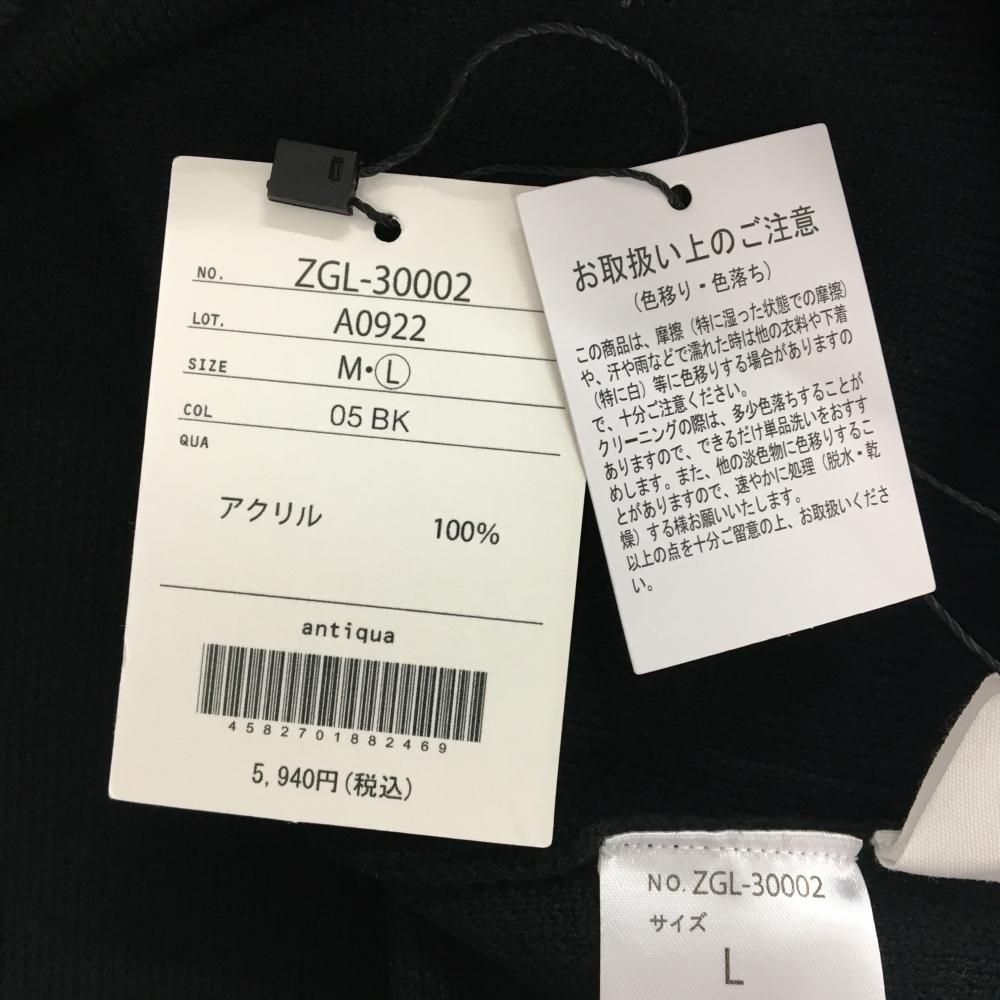 NO. ZGL-30002
LOT. A0922
SIZE M・Ⓛ
COL 05 BK
QUA
アクリル 100%
antiqua
4582701882469
5,940円(税込)
お取扱い上のご注意
(色移り・色落ち)
この商品は、摩擦(特に湿った状態での摩擦)
や、汗や雨などで濡れた時は他の衣料や下着
(特に白)等に色移りする場合がありますの
で、十分ご注意ください。
クリーニングの際は、多少色落ちすることが
ありますので、できるだけ単品洗いをおすす
めします。また、他の淡色物に色移りするこ
とがありますので、速やかに処理(脱水・乾
燥)する様お願いいたします。
以上の点を十分ご留意の上、お取扱いくださ
い。
NO. ZGL-30002
サイズ
L